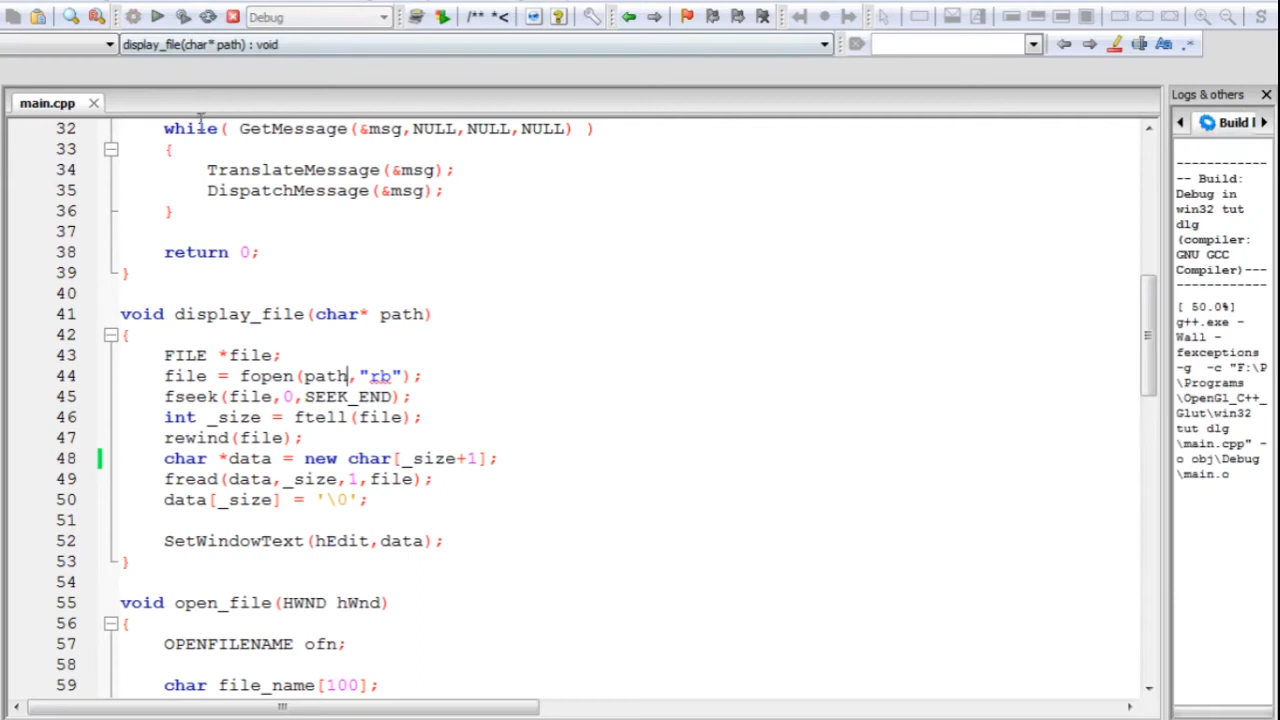 Debug
/** *<
display_file(char* path) : void
main.cpp
Logs & others
Build l
32 while( GetMessage(&msg,NULL,NULL,NULL) )
33 {
34 TranslateMessage(&msg);
35 DispatchMessage(&msg);
36 }
37
38 return 0;
39 }
40
41 void display_file(char* path)
42 {
43 FILE *file;
44 file = fopen(path,"rb");
45 fseek(file,0,SEEK_END);
46 int _size = ftell(file);
47 rewind(file);
48 char *data = new char[_size+1];
49 fread(data,_size,1,file);
50 data[_size] = '\0';
51
52 SetWindowText(hEdit,data);
53 }
54
55 void open_file(HWND hWnd)
56 {
57 OPENFILENAME ofn;
58
59 char file_name[100];
-------------
-- Build:
Debug in
win32 tut
dlg
(compiler:
GNU GCC
Compiler)---
-------------
[ 50.0%]
g++.exe -
Wall -
fexceptions
-g  -c "F:\P
\Programs
\OpenGl_C++_
Glut\win32
tut dlg
\main.cpp" -
o obj\Debug
\main.o